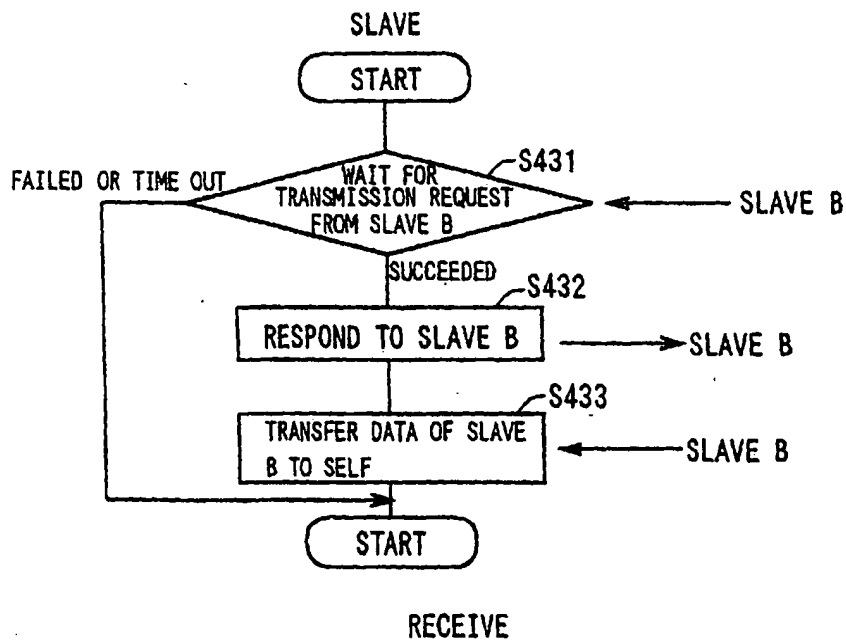 SLAVE
START
S431
FAILED OR TIME OUT
WAIT FOR
TRANSMISSION REQUEST
FROM SLAVE B
SLAVE B
SUCCEEDED
S432
RESPOND TO SLAVE B
SLAVE B
S433
TRANSFER DATA OF SLAVE
B TO SELF
SLAVE B
START
RECEIVE